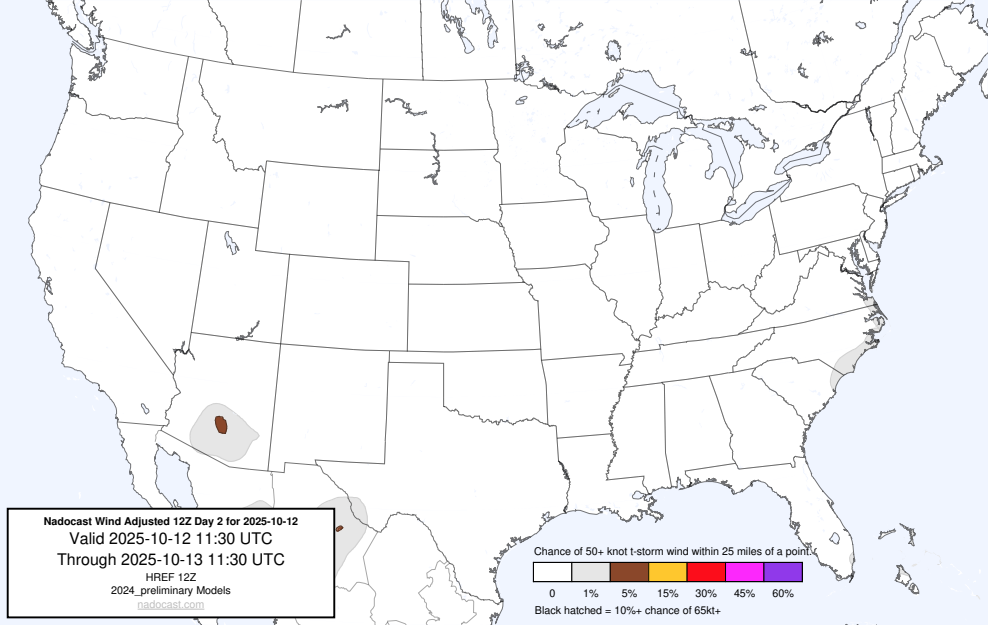 Nadocast Wind Adjusted 12Z Day 2 for 2025-10-12
Valid 2025-10-12 11:30 UTC
Through 2025-10-13 11:30 UTC
HREF 12Z
2024_preliminary Models
nadocast.com
Chance of 50+ knot t-storm wind within 25 miles of a point.
0 1% 5% 15% 30% 45% 60%
Black hatched = 10%+ chance of 65kt+